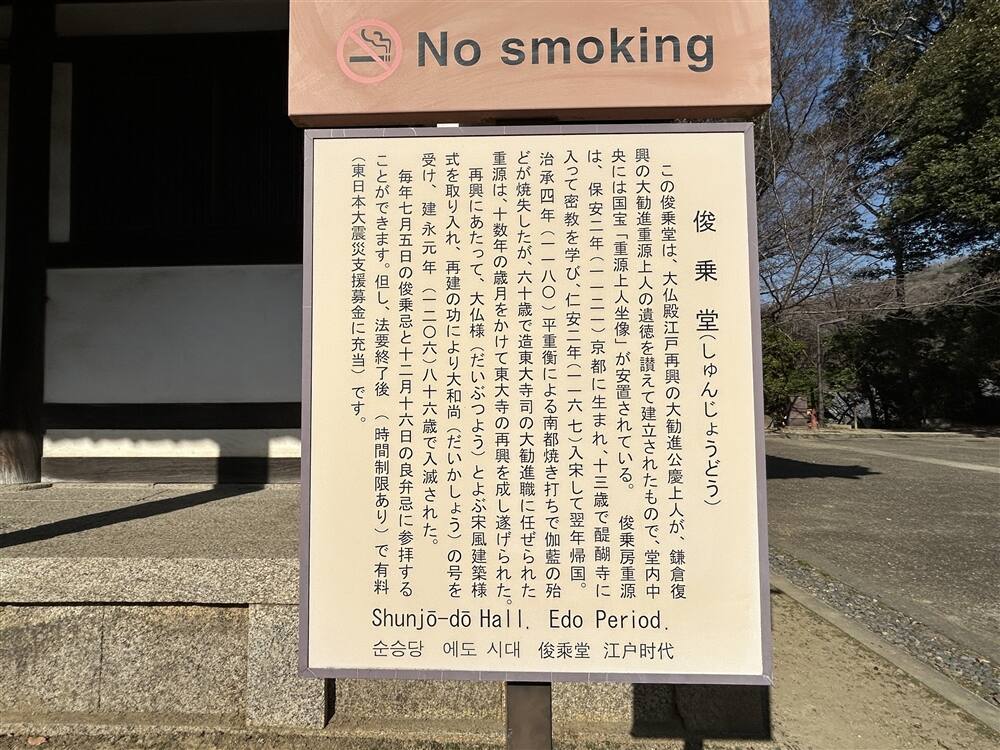 No smoking
俊乗堂(しゅんじょうどう)
この俊乗堂は、大仏殿江戸再興の大勧進公慶上人が、鎌倉復
興の大勧進重源上人の遺徳を讃えて建立されたもので、堂内中
央には国宝「重源上人坐像」が安置されている。 俊乗房重源
は、保安二年(一一二一)京都に生まれ、十三歳で醍醐寺に
入って密教を学び、仁安二年(一一六七)入宋して翌年帰国。
治承四年(一一八〇)平重衡による南都焼き打ちで伽藍の殆
どが焼失したが、六十歳で造東大寺司の大勧進職に任ぜられた
重源は、十数年の歳月をかけて東大寺の再興を成し遂げられた。
再興にあたって、大仏様(だいぶつよう)とよぶ宋風建築様
式を取り入れ、再建の功により大和尚(だいかしょう)の号を
受け、建永元年(一二〇六)八十六歳で入滅された。
毎年七月五日の俊乗忌と十二月十六日の良弁忌に参拝する
ことができます。但し、法要終了後(時間制限あり)で有料
(東日本大震災支援募金に充当)です。
Shunjō-dō Hall. Edo Period.
순승당 에도 시대 俊乘堂 江户时代